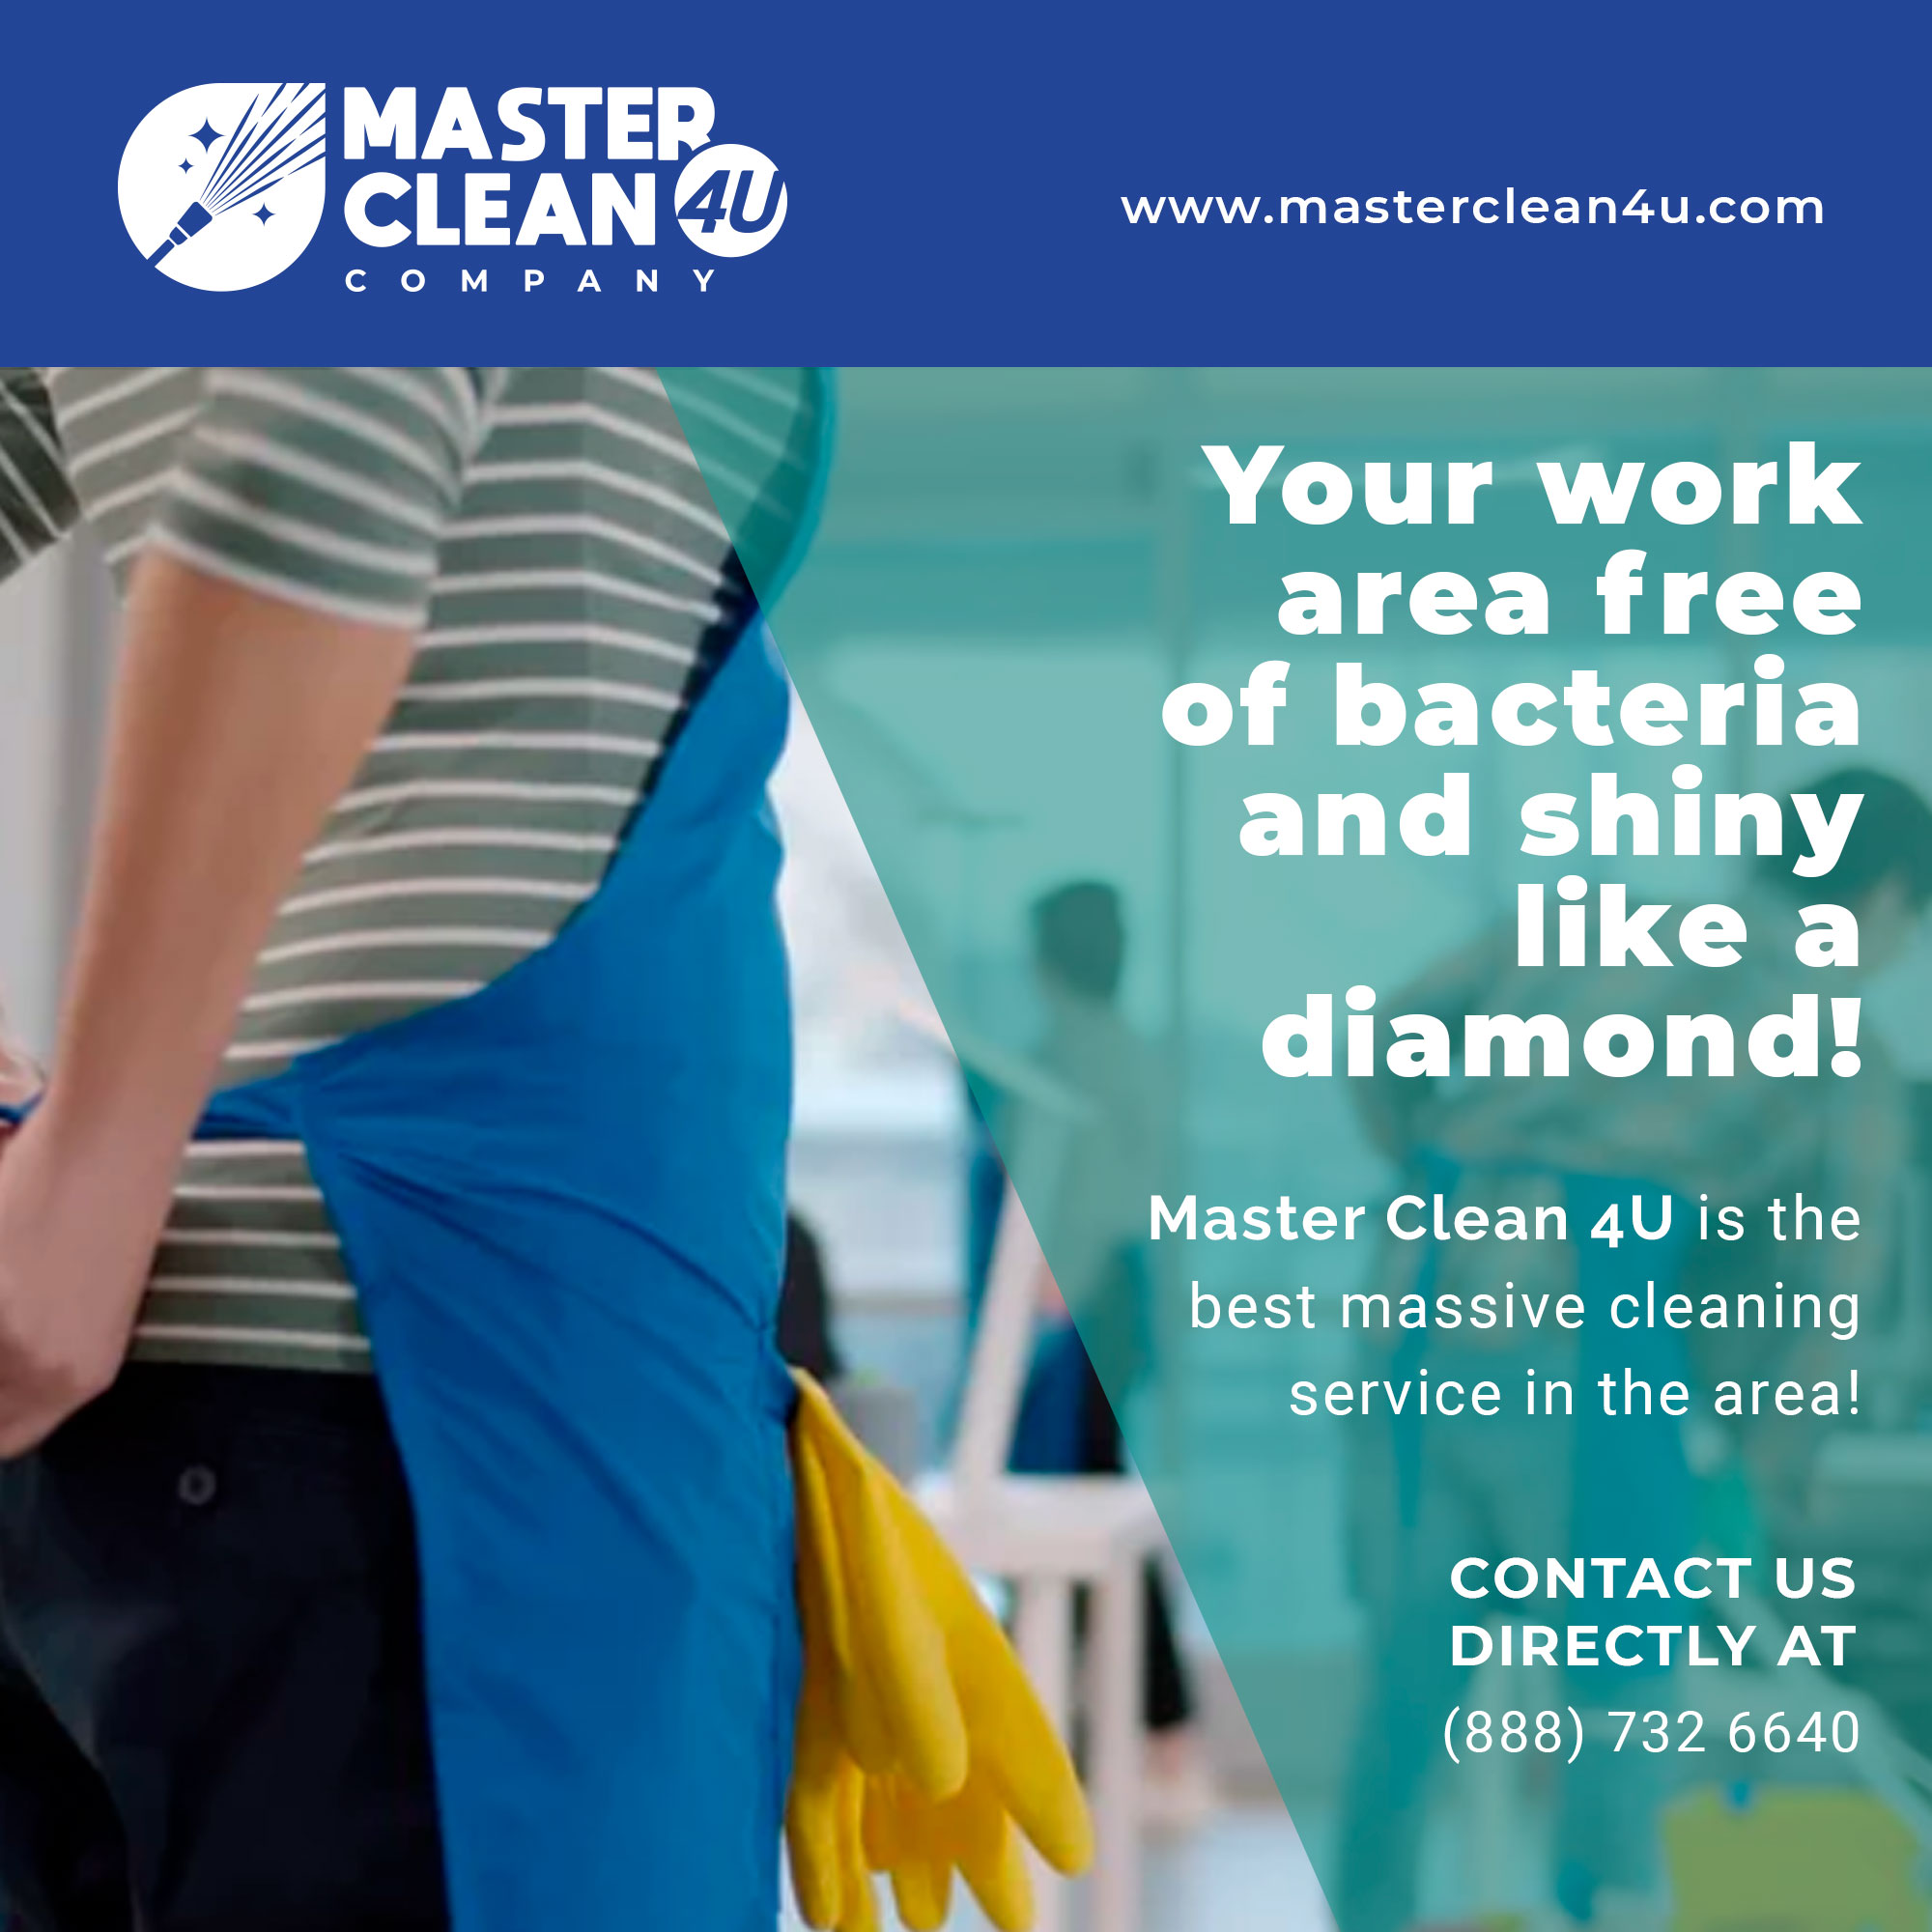 MASTER
CLEAN 4U
COMPANY
www.masterclean4u.com
Your work
area free
of bacteria
and shiny
like a
diamond!
Master Clean 4U is the
best massive cleaning
service in the area!
CONTACT US
DIRECTLY AT
(888) 732 6640